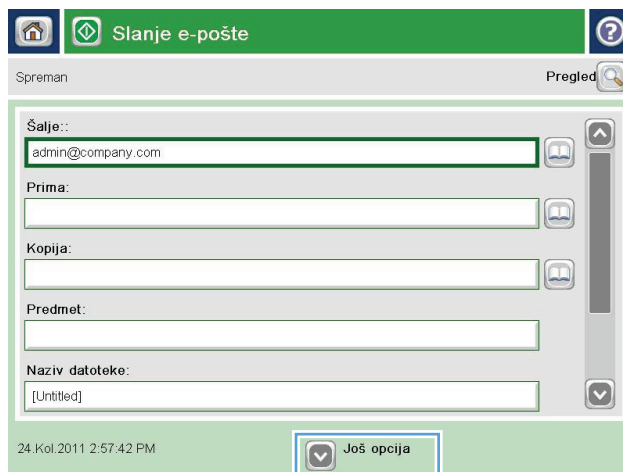 Slanje e-pošte
Spreman
Pregled
Šalje::
admin@company.com
Prima:
Kopija:
Predmet:
Naziv datoteke:
[Untitled]
24.Kol.2011 2:57:42 PM
Još opcija